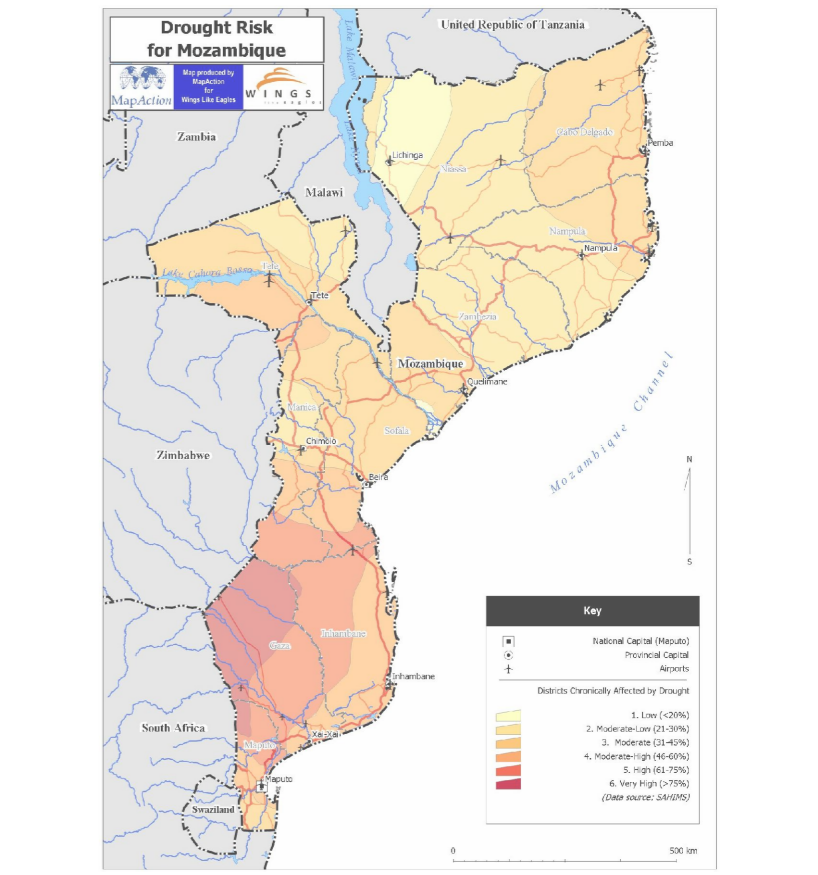 Drought Risk
for Mozambique
MapAction
Map produced by
MapAction
for
Wings Like Eagles
WINGS
United Republic of Tanzania
Zambia
Malawi
Lichinga
Niassa
Cabo Delgado
Pemba
Nampula
Nampula
Lake Cahora Bassa
Tete
Tete
Zambezia
Mozambique
Quelimane
Manica
Sofala
Chimoio
Zimbabwe
Beira
Mozambique Channel
N
S
Inhambane
Gaza
Inhambane
South Africa
Xai-Xai
Maputo
Maputo
Swaziland
Key
National Capital (Maputo)
Provincial Capital
Airports
Districts Chronically Affected by Drought
1. Low (<20%)
2. Moderate-Low (21-30%)
3. Moderate (31-45%)
4. Moderate-High (46-60%)
5. High (61-75%)
6. Very High (>75%)
(Data source: SAHIMS)
0
500 km